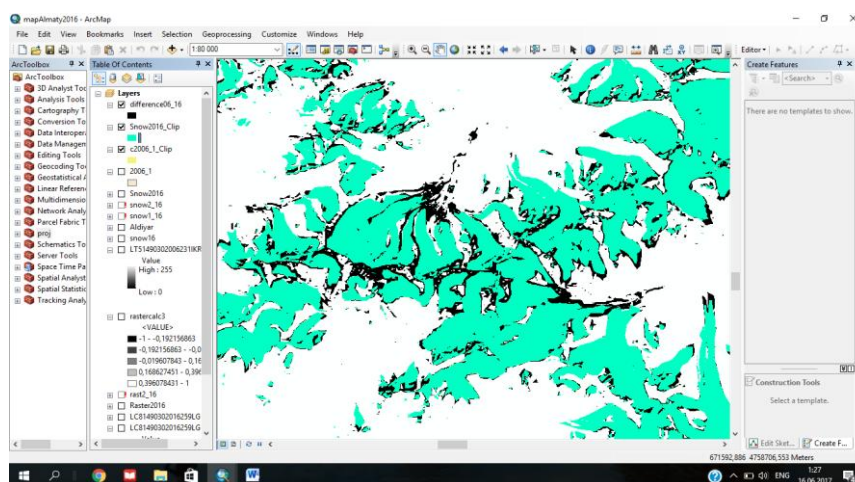 mapAlmaty2016 - ArcMap
File Edit View Bookmarks Insert Selection Geoprocessing Customize Windows Help
1:80 000
Editor
ArcToolbox
ArcToolbox
3D Analyst Too
Analysis Tools
Cartography T
Conversion To
Data Interoper
Data Managem
Editing Tools
Geocoding Too
Geostatistical A
Linear Referen
Multidimensio
Network Analy
Parcel Fabric T
proj
Schematics To
Server Tools
Space Time Pa
Spatial Analyst
Spatial Statistic
Tracking Analy
Table Of Contents
Layers
difference06_16
Snow2016_Clip
c2006_1_Clip
2006_1
Snow2016
snow2_16
snow1_16
Aldiyar
snow16
LT51490302006231IKR
Value
High : 255
Low : 0
rastercalc3
<VALUE>
-1 - -0,192156863
-0,192156863 - -0,0
-0,019607843 - 0,16
0,168627451 - 0,396
0,396078431 - 1
rast2_16
Raster2016
LC81490302016259LG
LC81490302016259LG
Create Features
<Search>
There are no templates to show.
Construction Tools
Select a template.
Edit Sket...
Create F...
671592,886 4758706,553 Meters
ENG
1:27
16.06.2017